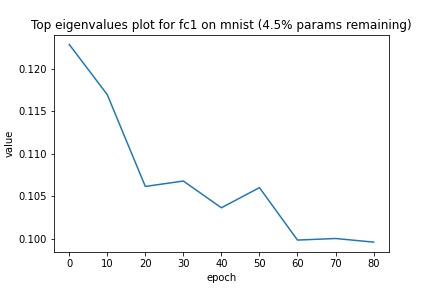 Top eigenvalues plot for fc1 on mnist (4.5% params remaining)
0.120
0.115
0.110
0.105
0.100
value
0 10 20 30 40 50 60 70 80
epoch